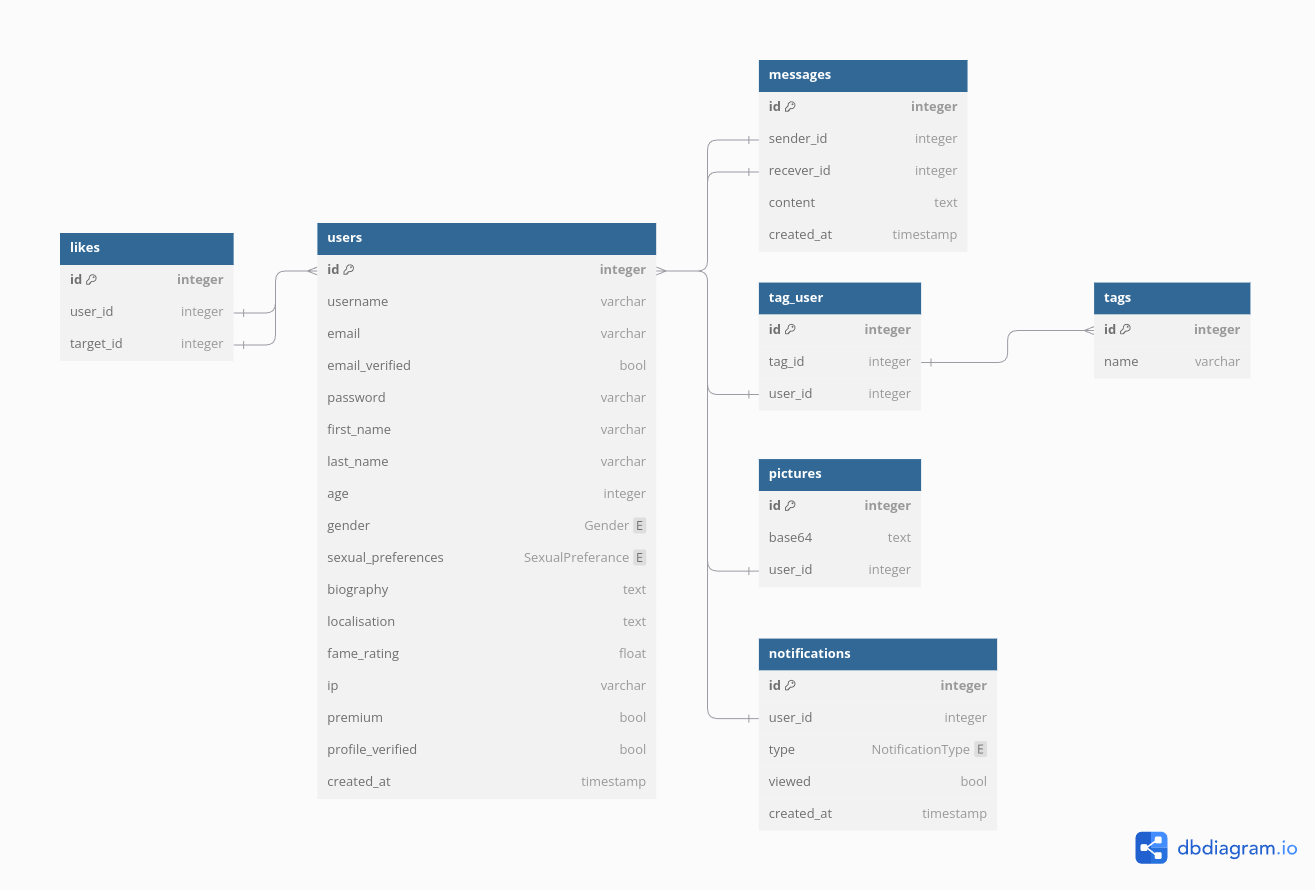 likes
id integer
user_id integer
target_id integer
users
id integer
username varchar
email varchar
email_verified bool
password varchar
first_name varchar
last_name varchar
age integer
gender Gender E
sexual_preferences SexualPreferance E
biography text
localisation text
fame_rating float
ip varchar
premium bool
profile_verified bool
created_at timestamp
messages
id integer
sender_id integer
recever_id integer
content text
created_at timestamp
tag_user
id integer
tag_id integer
user_id integer
tags
id integer
name varchar
pictures
id integer
base64 text
user_id integer
notifications
id integer
user_id integer
type NotificationType E
viewed bool
created_at timestamp
dbdiagram.io